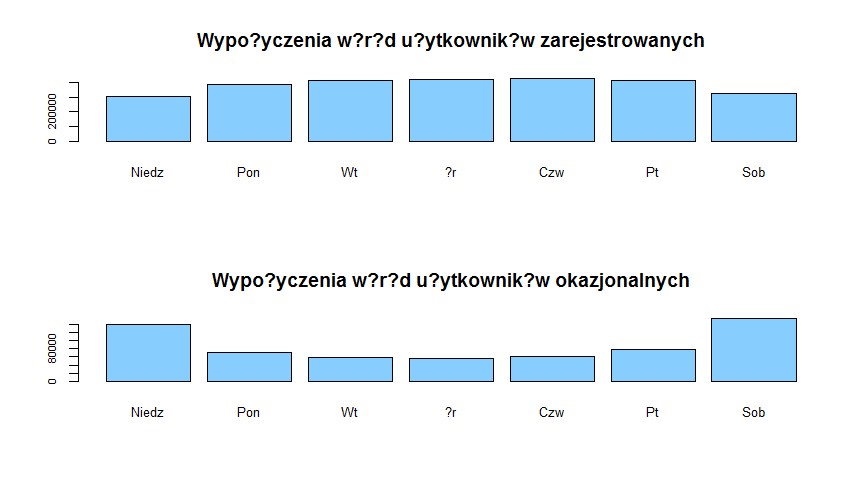 Wypo?yczenia w?r?d u?ytkownik?w zarejestrowanych
200000
0
Niedz Pon Wt ?r Czw Pt Sob
Wypo?yczenia w?r?d u?ytkownik?w okazjonalnych
80000
0
Niedz Pon Wt ?r Czw Pt Sob